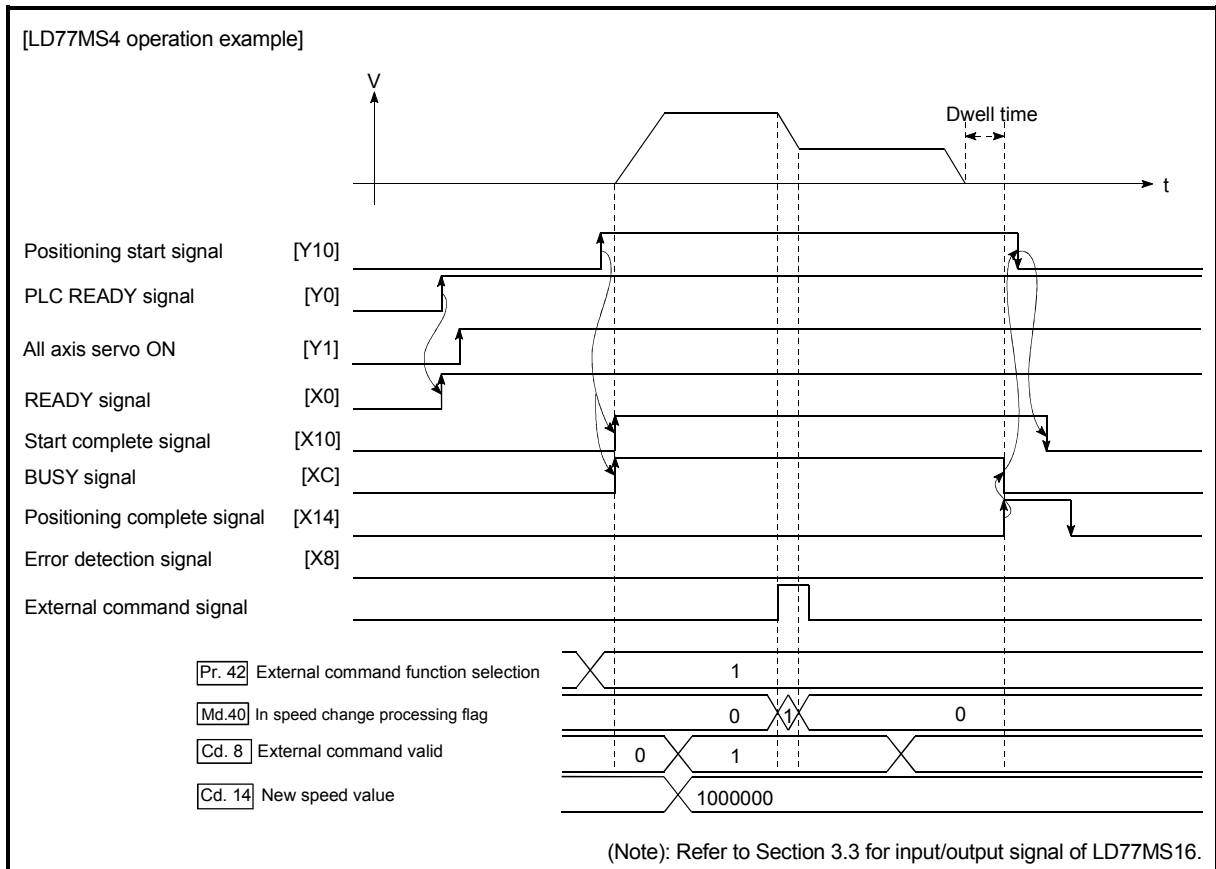 [LD77MS4 operation example]
V
Dwell time
t
Positioning start signal [Y10]
PLC READY signal [Y0]
All axis servo ON [Y1]
READY signal [X0]
Start complete signal [X10]
BUSY signal [XC]
Positioning complete signal [X14]
Error detection signal [X8]
External command signal
Pr. 42 External command function selection 1
Md.40 In speed change processing flag 0 1 0
Cd. 8 External command valid 0 1
Cd. 14 New speed value 1000000
(Note): Refer to Section 3.3 for input/output signal of LD77MS16.